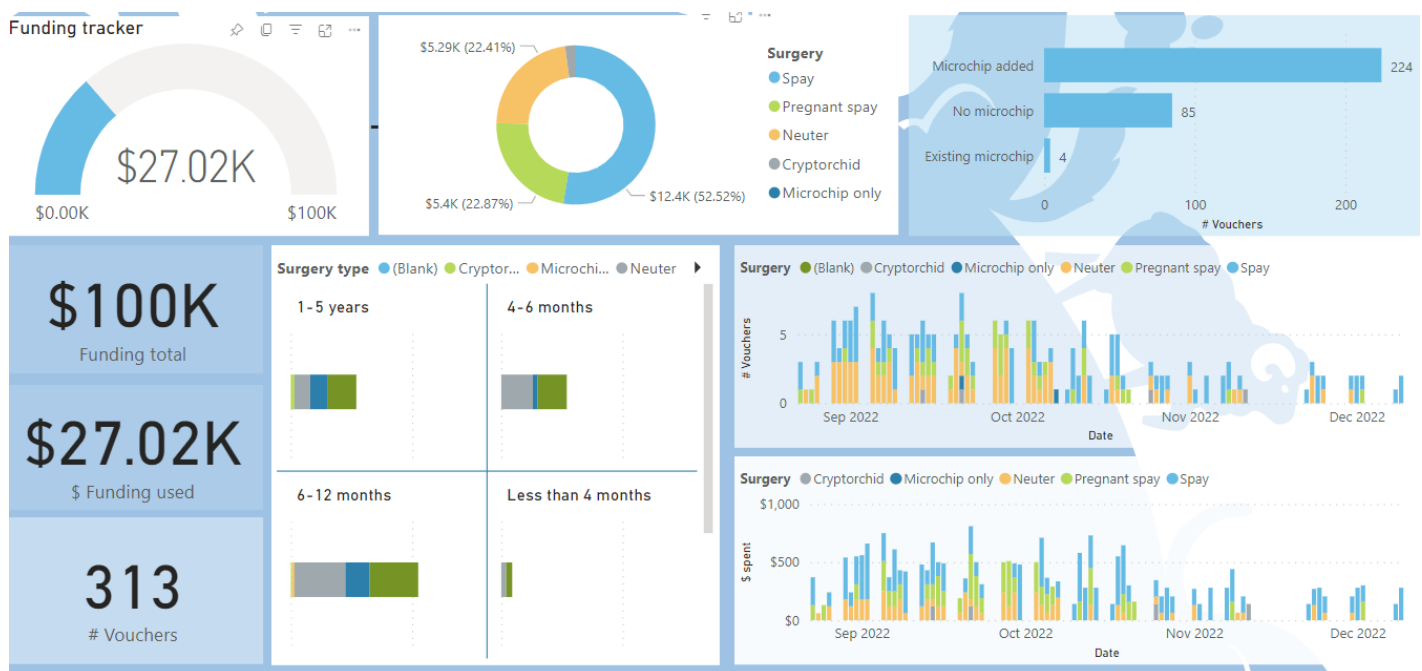 Funding tracker
$27.02K
$0.00K
$100K
$5.29K (22.41%)
$5.4K (22.87%)
$12.4K (52.52%)
Surgery
Spay
Pregnant spay
Neuter
Cryptorchid
Microchip only
Microchip added
224
No microchip
85
Existing microchip
4
0
100
200
# Vouchers
$100K
Funding total
$27.02K
$ Funding used
313
# Vouchers
Surgery type (Blank) Cryptor... Microchi... Neuter
1-5 years
4-6 months
6-12 months
Less than 4 months
Surgery (Blank) Cryptorchid Microchip only Neuter Pregnant spay Spay
# Vouchers
5
0
Sep 2022
Oct 2022
Nov 2022
Dec 2022
Date
Surgery Cryptorchid Microchip only Neuter Pregnant spay Spay
$ spent
$1,000
$500
$0
Sep 2022
Oct 2022
Nov 2022
Dec 2022
Date